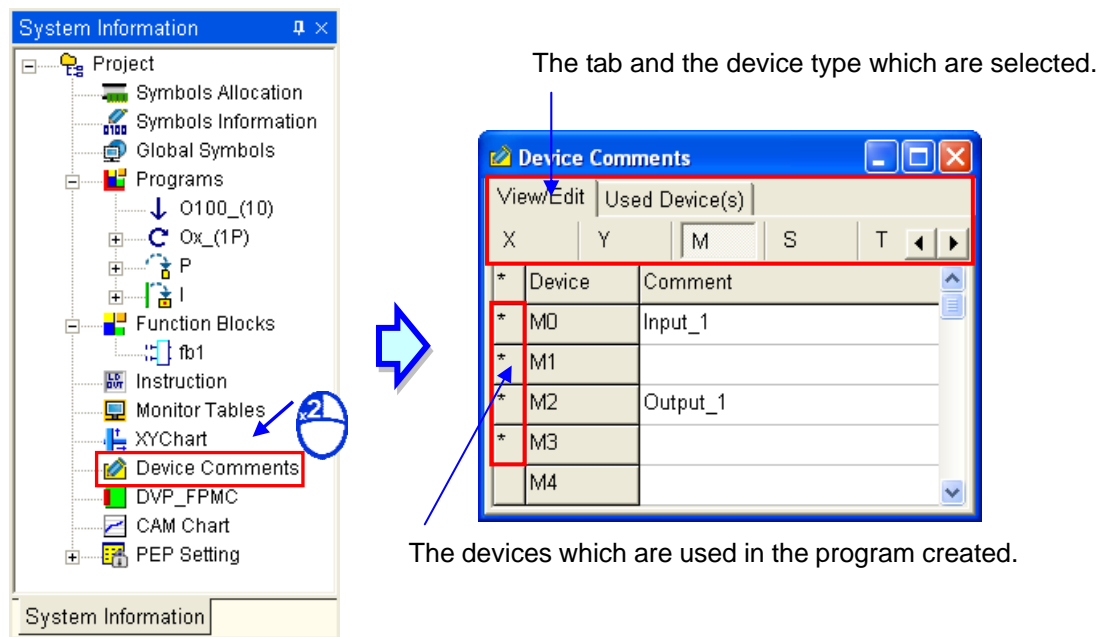 System Information
Project
Symbols Allocation
Symbols Information
Global Symbols
Programs
O100_(10)
Ox_(1P)
P
I
Function Blocks
fb1
Instruction
Monitor Tables
XYChart
Device Comments
DVP_FPMC
CAM Chart
PEP Setting
System Information
x2
The tab and the device type which are selected.
Device Comments
View/Edit Used Device(s)
X Y M S T
* Device Comment
* M0 Input_1
* M1
* M2 Output_1
* M3
M4
The devices which are used in the program created.